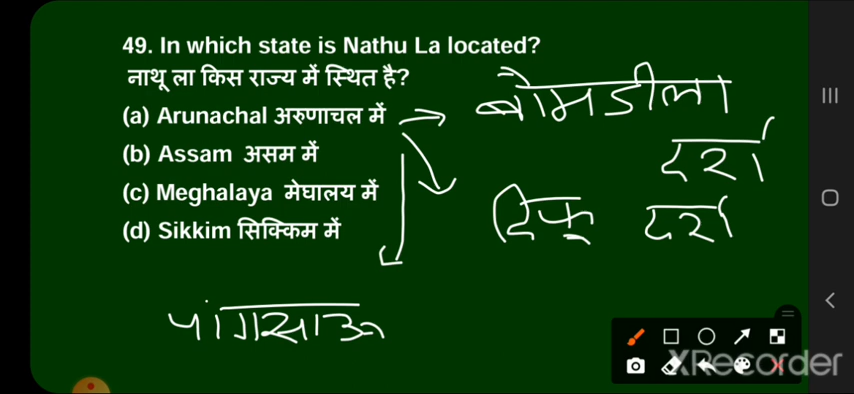 49. In which state is Nathu La located?
नाथू ला किस राज्य में स्थित है?
(a) Arunachal अरुणाचल में
(b) Assam असम में
(c) Meghalaya मेघालय में
(d) Sikkim सिक्किम में
बोमडीला
दर्रा
दिफू दर्रा
पांगसाऊ
XRecorder